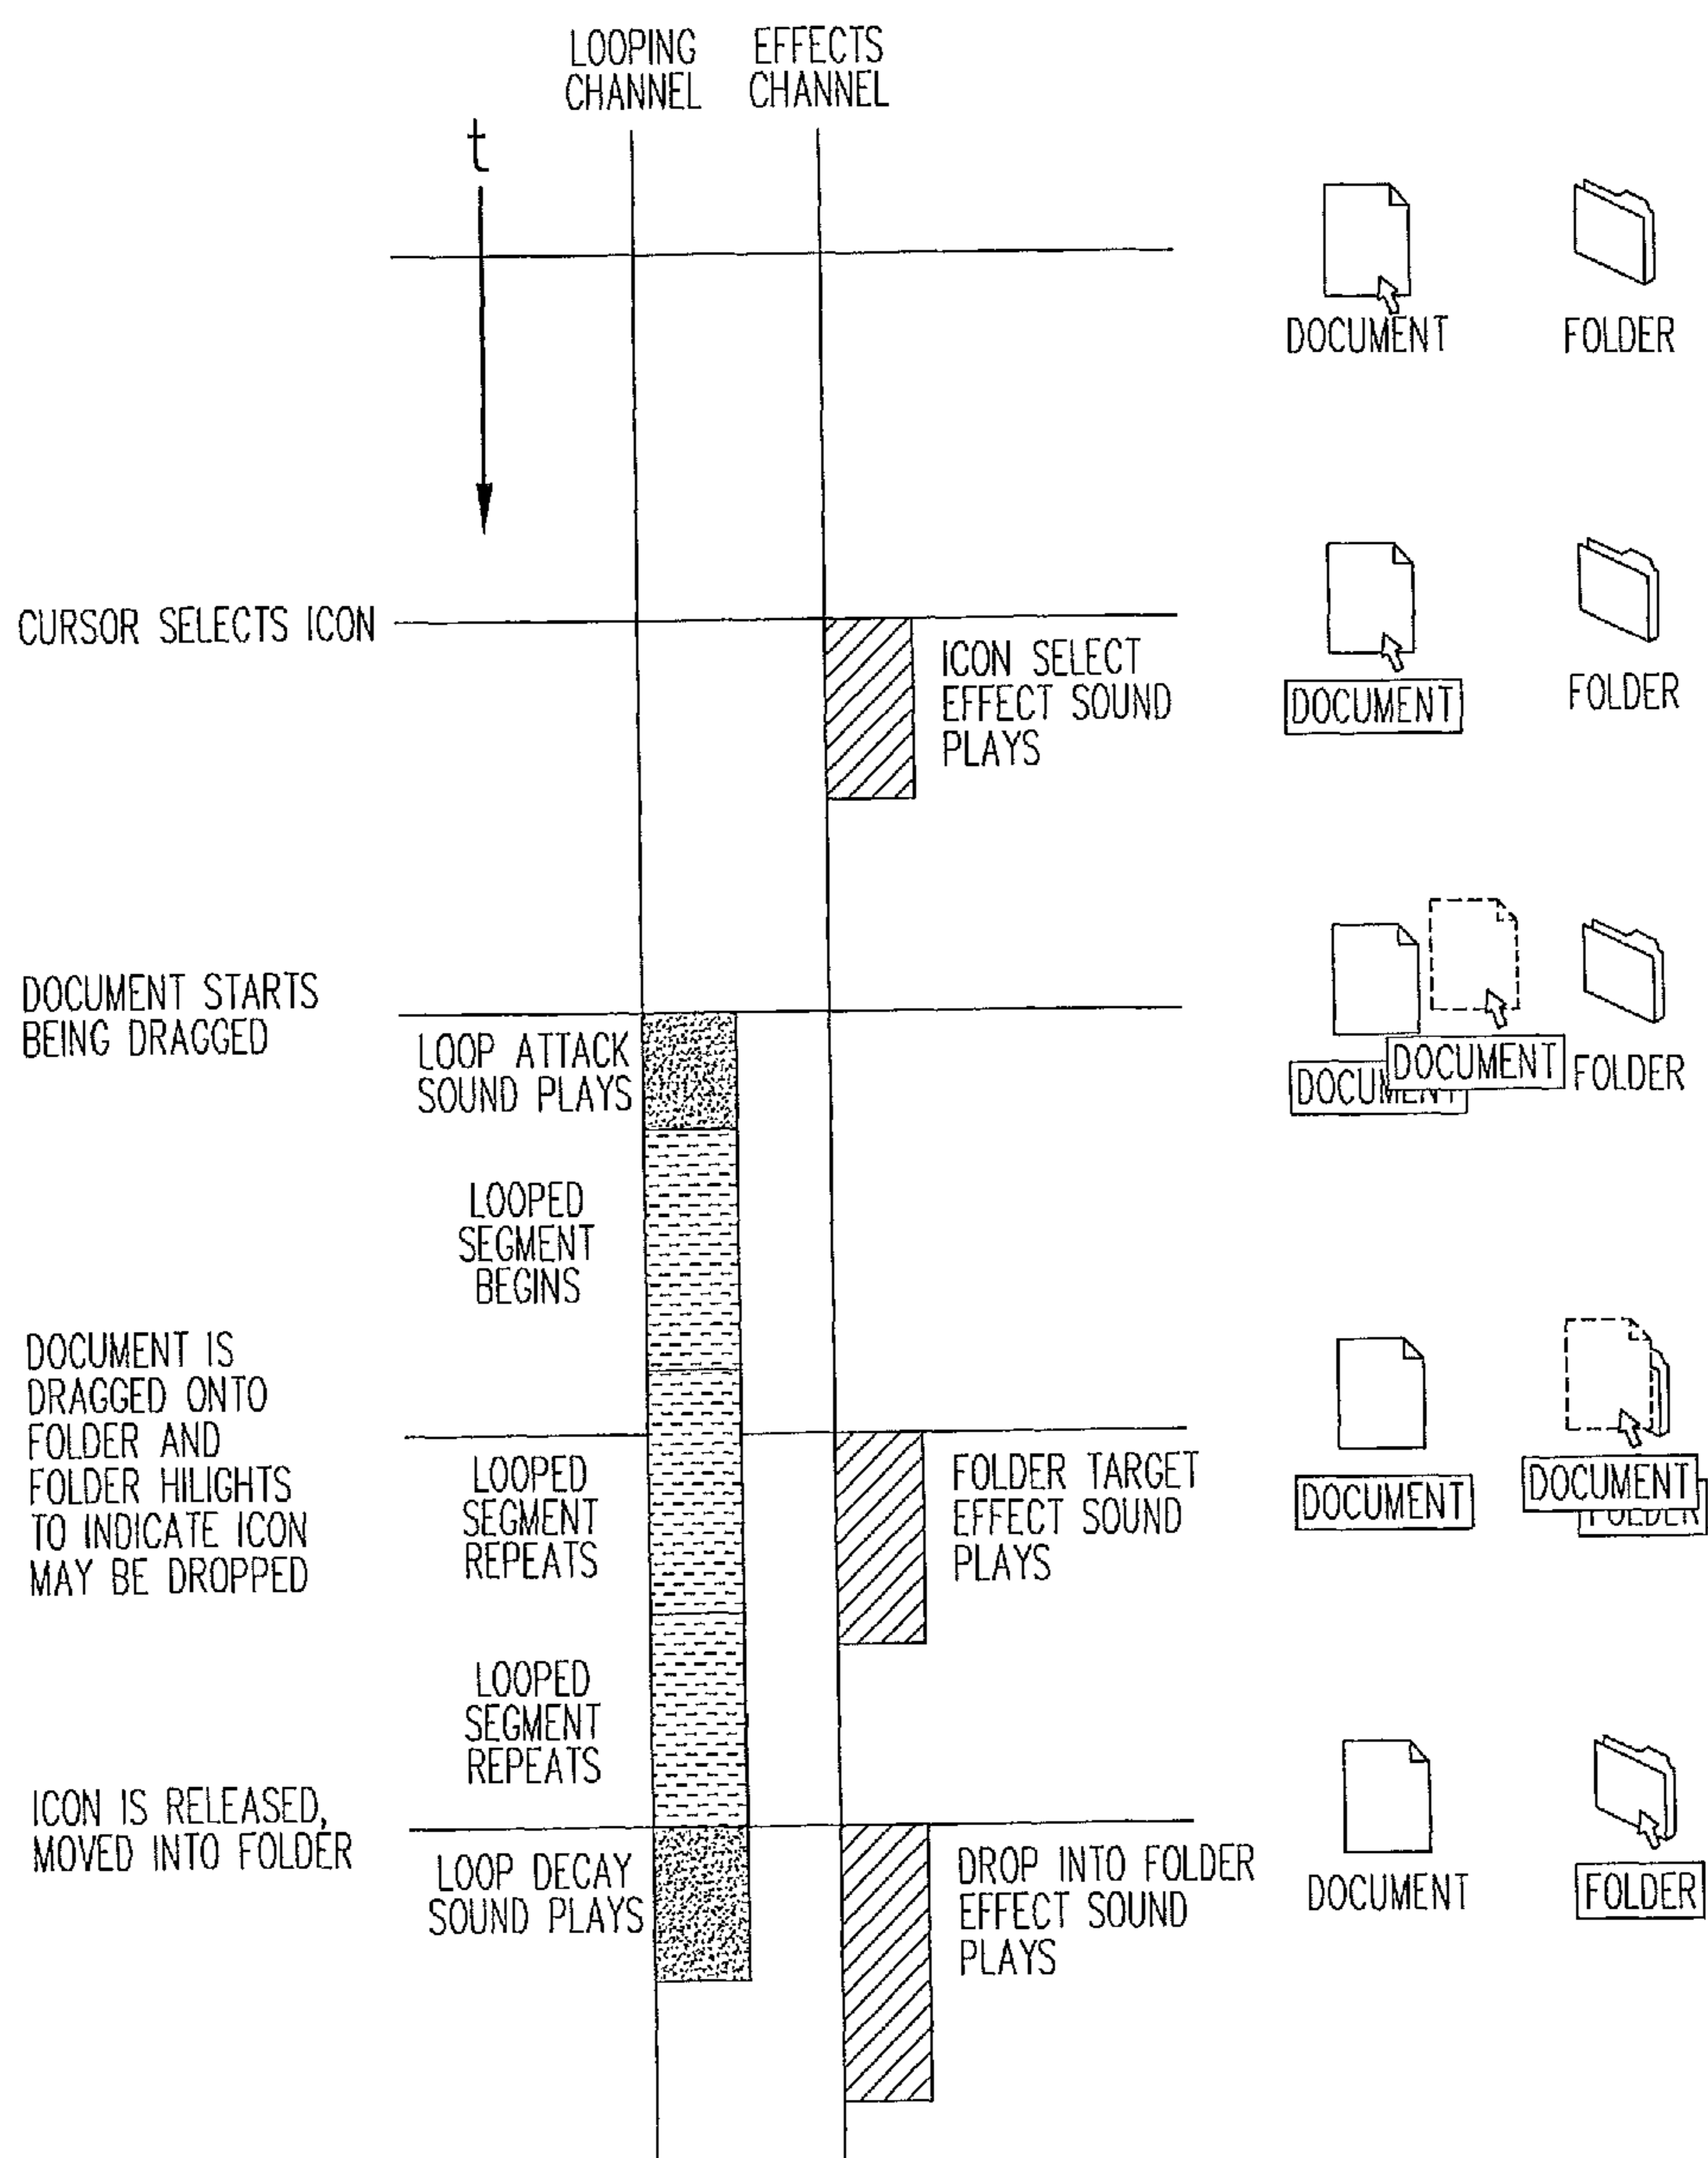 LOOPING
CHANNEL
EFFECTS
CHANNEL
t
DOCUMENT
FOLDER
CURSOR SELECTS ICON
ICON SELECT
EFFECT SOUND
PLAYS
DOCUMENT
FOLDER
DOCUMENT STARTS
BEING DRAGGED
LOOP ATTACK
SOUND PLAYS
DOCUMENT
DOCUMENT
FOLDER
LOOPED
SEGMENT
BEGINS
DOCUMENT IS
DRAGGED ONTO
FOLDER AND
FOLDER HILIGHTS
TO INDICATE ICON
MAY BE DROPPED
LOOPED
SEGMENT
REPEATS
FOLDER TARGET
EFFECT SOUND
PLAYS
DOCUMENT
DOCUMENT
FOLDER
LOOPED
SEGMENT
REPEATS
ICON IS RELEASED,
MOVED INTO FOLDER
LOOP DECAY
SOUND PLAYS
DROP INTO FOLDER
EFFECT SOUND
PLAYS
DOCUMENT
FOLDER